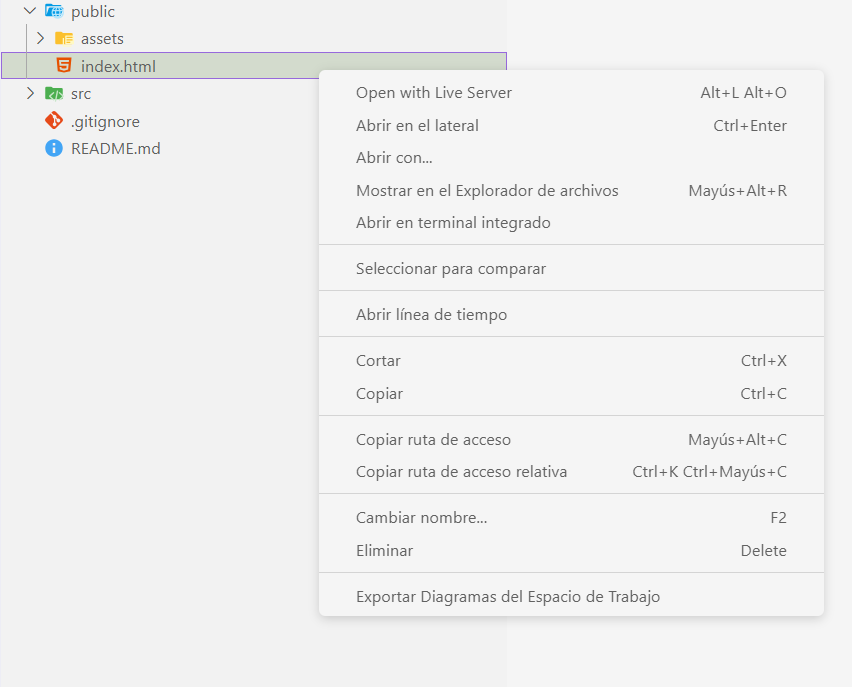 public
assets
index.html
src
.gitignore
README.md
Open with Live Server Alt+L Alt+O
Abrir en el lateral Ctrl+Enter
Abrir con...
Mostrar en el Explorador de archivos Mayús+Alt+R
Abrir en terminal integrado
Seleccionar para comparar
Abrir línea de tiempo
Cortar Ctrl+X
Copiar Ctrl+C
Copiar ruta de acceso Mayús+Alt+C
Copiar ruta de acceso relativa Ctrl+K Ctrl+Mayús+C
Cambiar nombre... F2
Eliminar Delete
Exportar Diagramas del Espacio de Trabajo